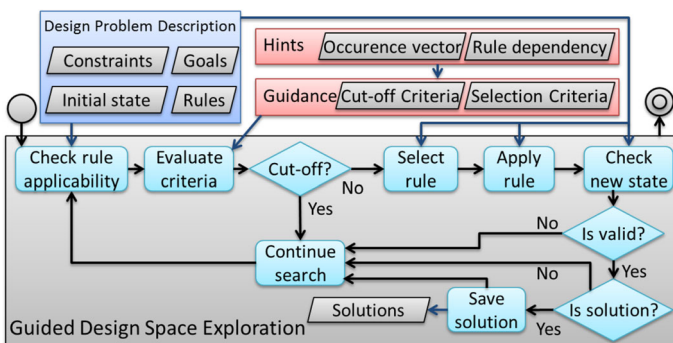 Design Problem Description
Constraints
Goals
Initial state
Rules
Hints
Occurence vector
Rule dependency
Guidance
Cut-off Criteria
Selection Criteria
Check rule
applicability
Evaluate
criteria
Cut-off?
No
Yes
Select
rule
Apply
rule
Check
new state
Is valid?
No
Yes
Continue
search
Is solution?
No
Yes
Save
solution
Solutions
Guided Design Space Exploration